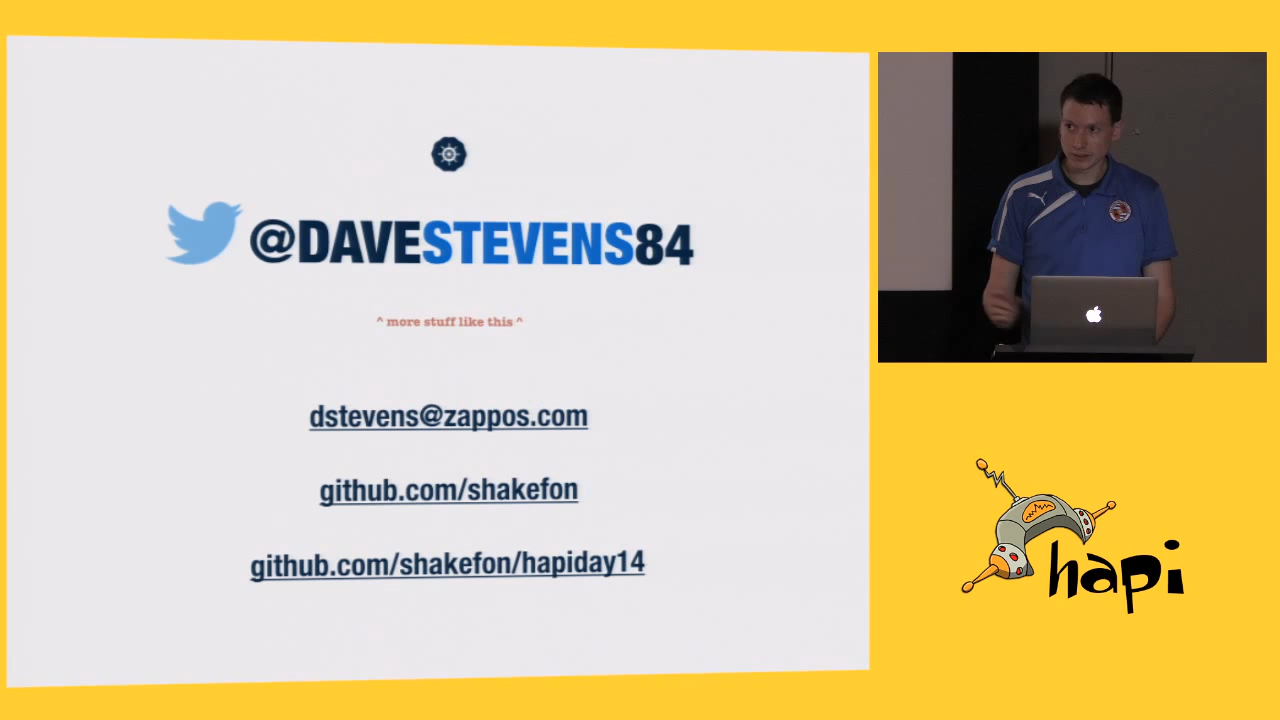 @DAVESTEVENS84
^ more stuff like this ^
dstevens@zappos.com
github.com/shakefon
github.com/shakefon/hapiday14
hapi